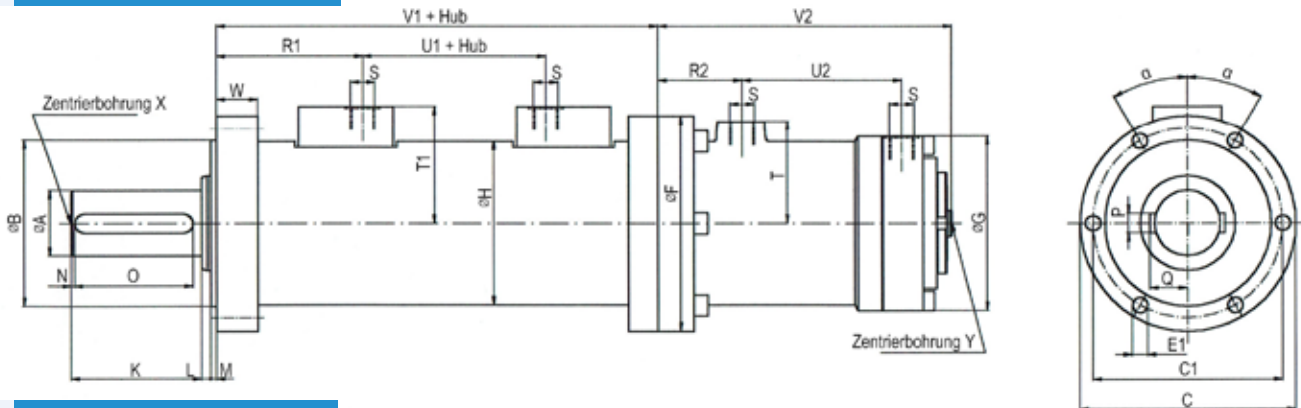 V1 + Hub
V2
R1
U1 + Hub
R2
U2
S
S
S
S
W
Zentrierbohrung X
T1
T
øB
øA
øH
øF
øG
N
O
K
L
M
Zentrierbohrung Y
α
α
P
Q
E1
C1
C